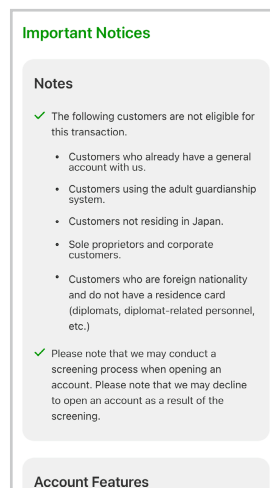 Important Notices
Notes
The following customers are not eligible for
this transaction.
• Customers who already have a general
account with us.
• Customers using the adult guardianship
system.
• Customers not residing in Japan.
• Sole proprietors and corporate
customers.
• Customers who are foreign nationality
and do not have a residence card
(diplomats, diplomat-related personnel,
etc.)
Please note that we may conduct a
screening process when opening an
account. Please note that we may decline
to open an account as a result of the
screening.
Account Features